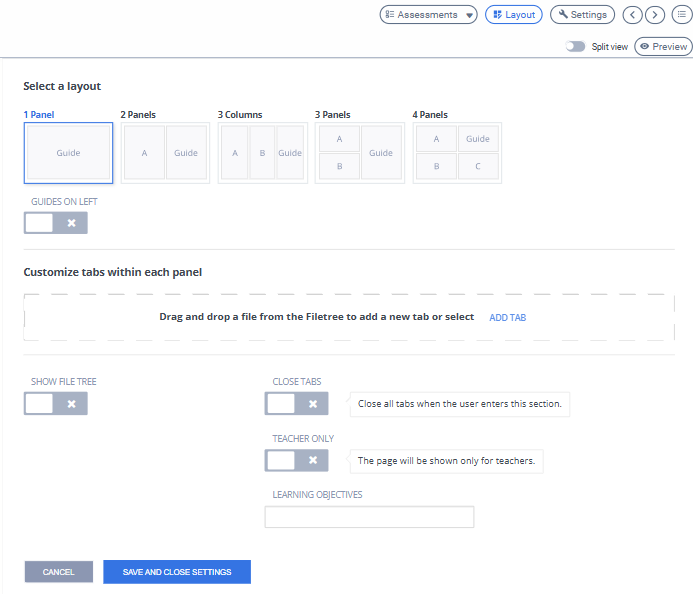 Assessments Layout Settings
Split view Preview
Select a layout
1 Panel 2 Panels 3 Columns 3 Panels 4 Panels
Guide A Guide A B Guide A B Guide A Guide B C
GUIDES ON LEFT
Customize tabs within each panel
Drag and drop a file from the Filetree to add a new tab or select ADD TAB
SHOW FILE TREE CLOSE TABS
Close all tabs when the user enters this section.
TEACHER ONLY
The page will be shown only for teachers.
LEARNING OBJECTIVES
CANCEL SAVE AND CLOSE SETTINGS